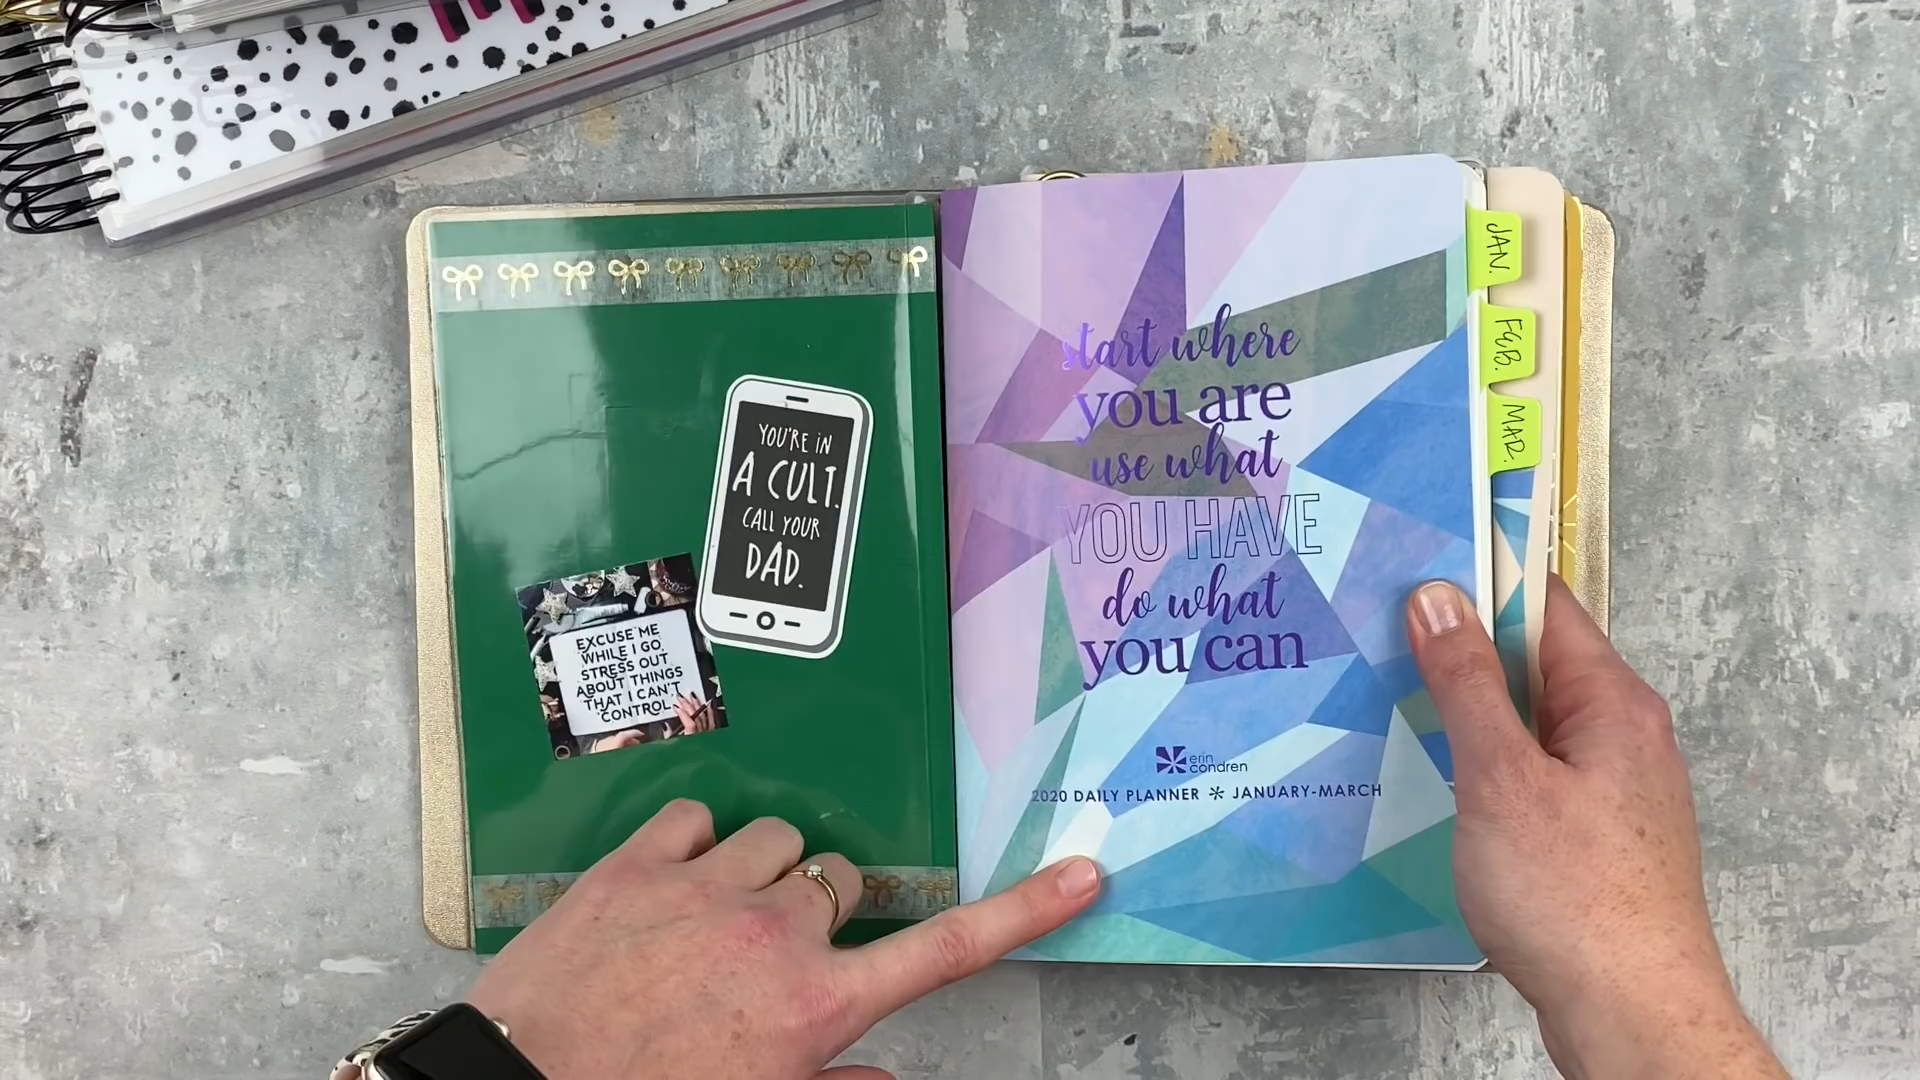 YOU'RE IN
A CULT.
CALL YOUR
DAD.
EXCUSE ME
WHILE I GO
STRESS OUT
ABOUT THINGS
THAT I CAN'T
CONTROL
start where
you are
use what
YOU HAVE
do what
you can
erin
condren
2020 DAILY PLANNER * JANUARY-MARCH
JAN.
FEB.
MAR.